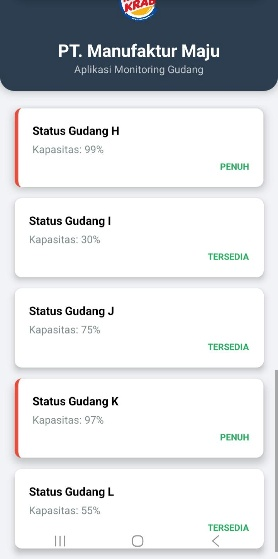 KRAB
PT. Manufaktur Maju
Aplikasi Monitoring Gudang
Status Gudang H
Kapasitas: 99%
PENUH
Status Gudang I
Kapasitas: 30%
TERSEDIA
Status Gudang J
Kapasitas: 75%
TERSEDIA
Status Gudang K
Kapasitas: 97%
PENUH
Status Gudang L
Kapasitas: 55%
TERSEDIA